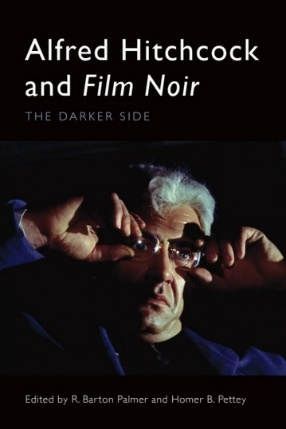 Alfred Hitchcock
and Film Noir
THE DARKER SIDE
Edited by R. Barton Palmer and Homer B. Pettey